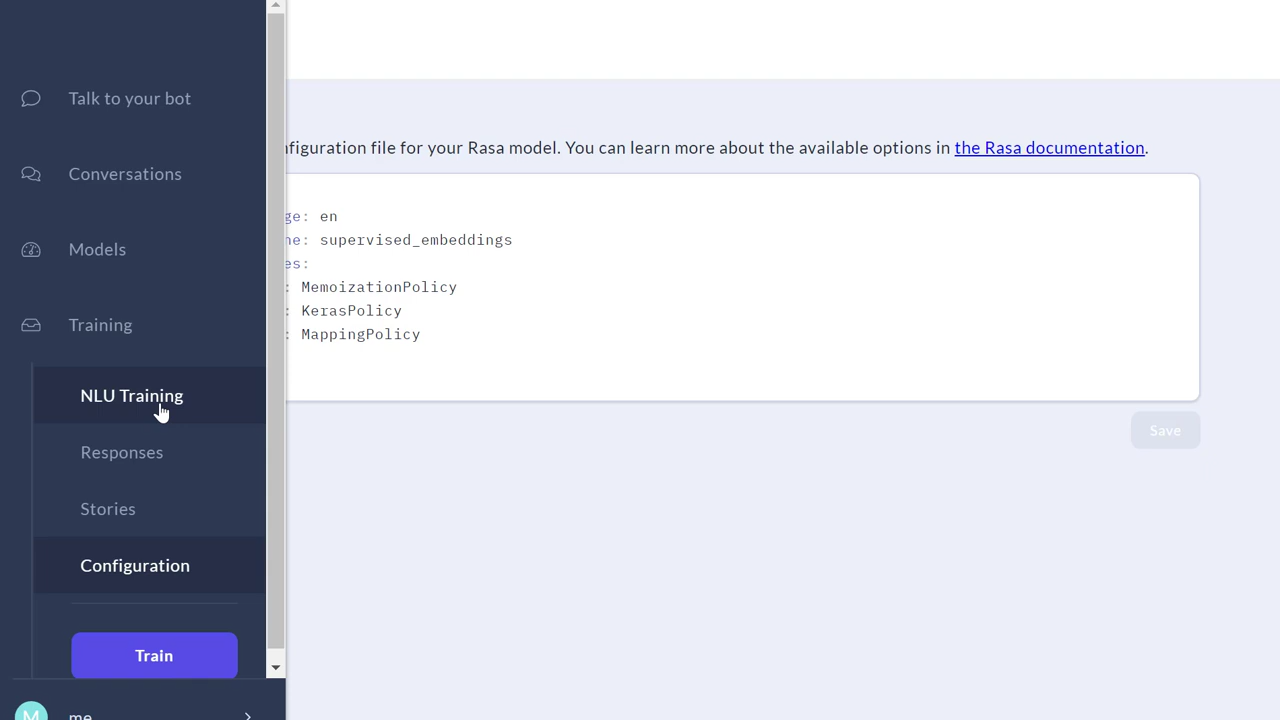 Talk to your bot
Conversations
Models
Training
NLU Training
Responses
Stories
Configuration
Train
M me
figuration file for your Rasa model. You can learn more about the available options in the Rasa documentation.
ge: en
ne: supervised_embeddings
es:
: MemoizationPolicy
: KerasPolicy
: MappingPolicy
Save